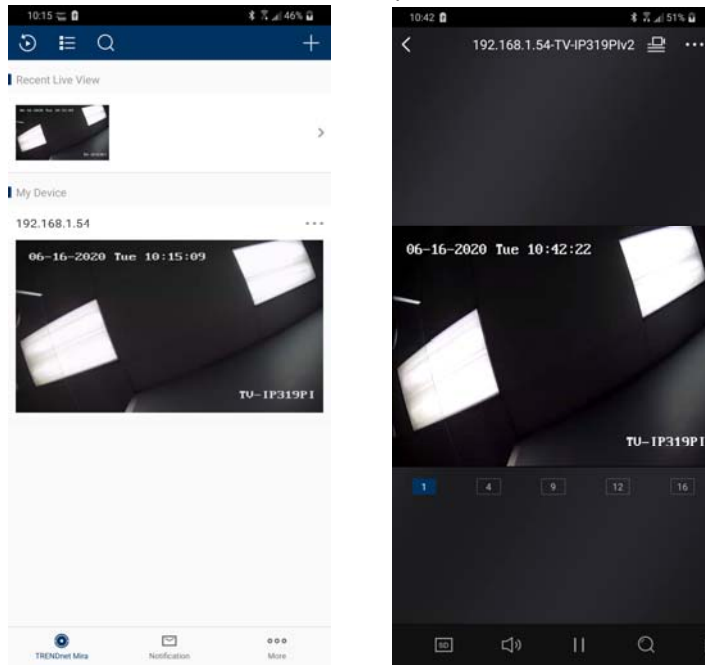 10:15
46%
Recent Live View
My Device
192.168.1.54
06-16-2020 Tue 10:15:09
TV-IP319PI
TRENDnet Mira
Notification
More
10:42
51%
192.168.1.54-TV-IP319PIv2
06-16-2020 Tue 10:42:22
TV-IP319PI
1
4
9
12
16
SD